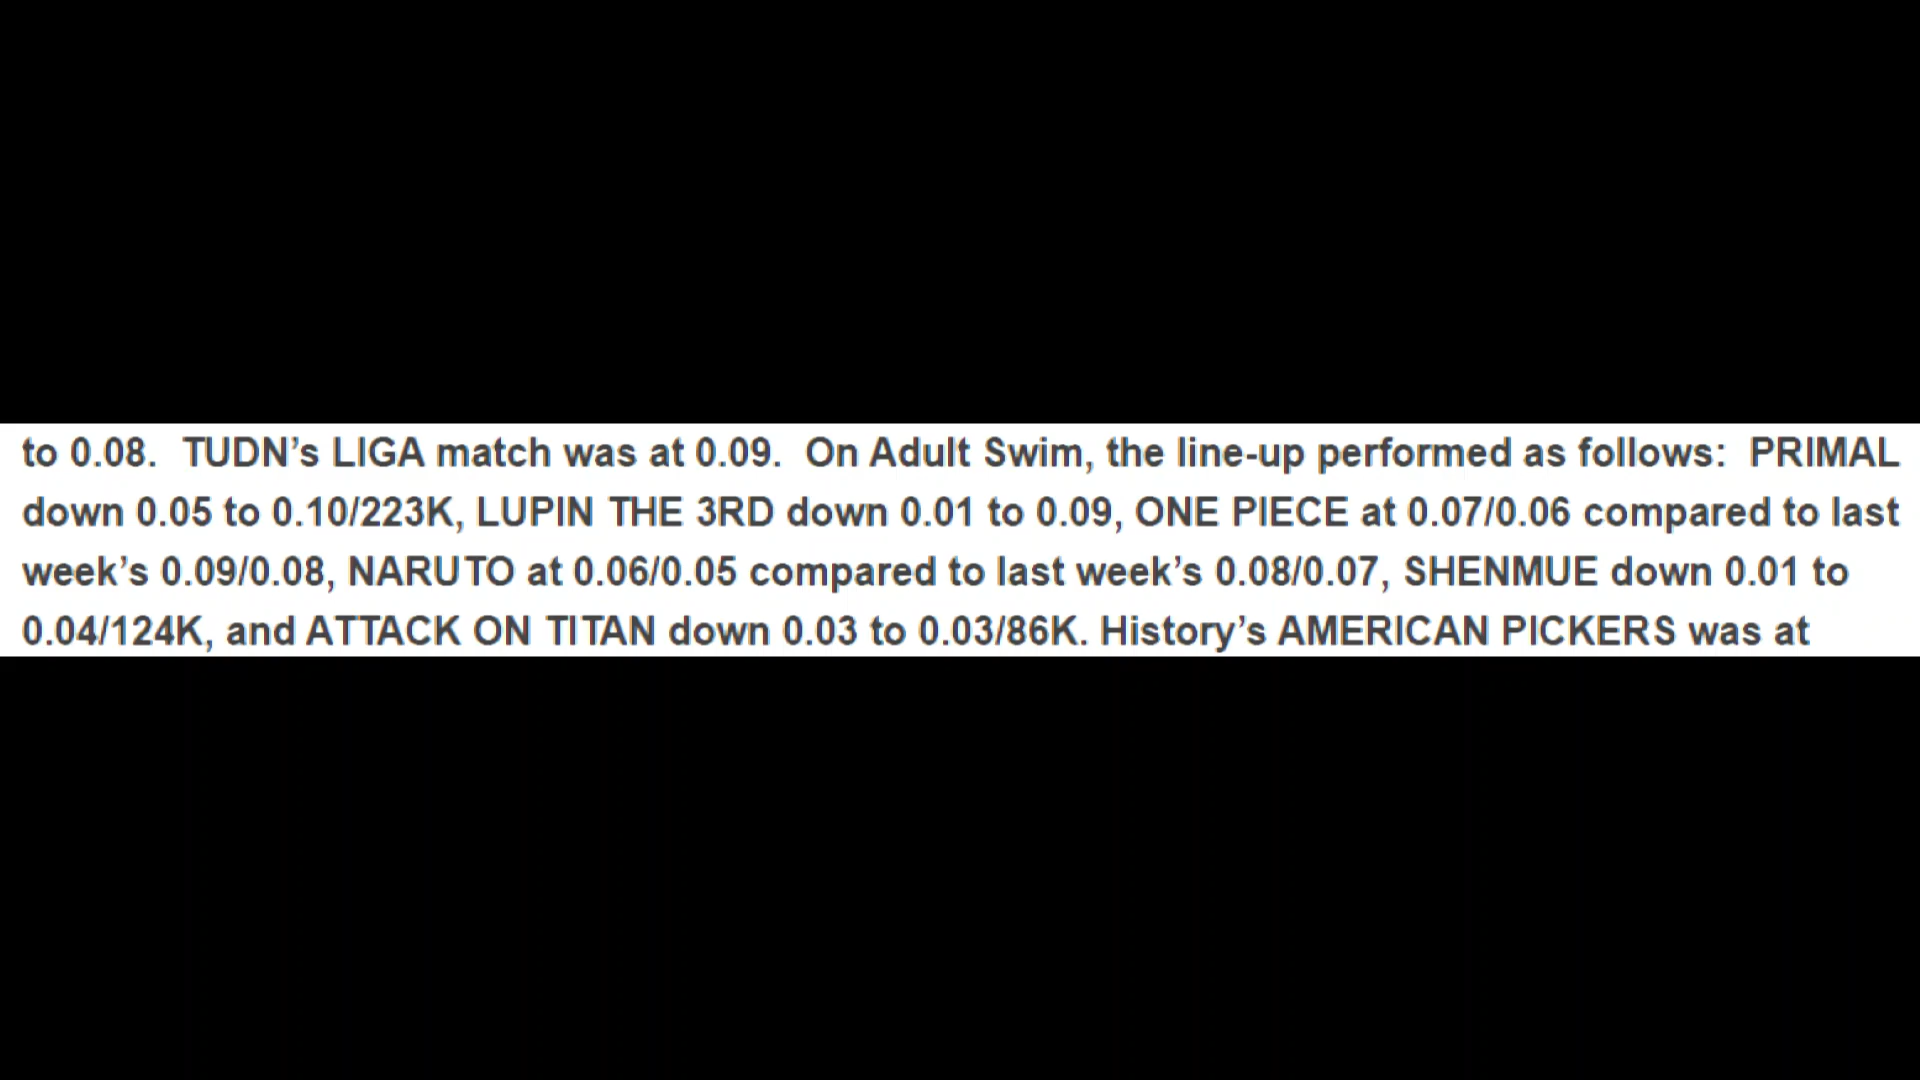 to 0.08.  TUDN’s LIGA match was at 0.09.  On Adult Swim, the line-up performed as follows:  PRIMAL
down 0.05 to 0.10/223K, LUPIN THE 3RD down 0.01 to 0.09, ONE PIECE at 0.07/0.06 compared to last
week’s 0.09/0.08, NARUTO at 0.06/0.05 compared to last week’s 0.08/0.07, SHENMUE down 0.01 to
0.04/124K, and ATTACK ON TITAN down 0.03 to 0.03/86K. History’s AMERICAN PICKERS was at